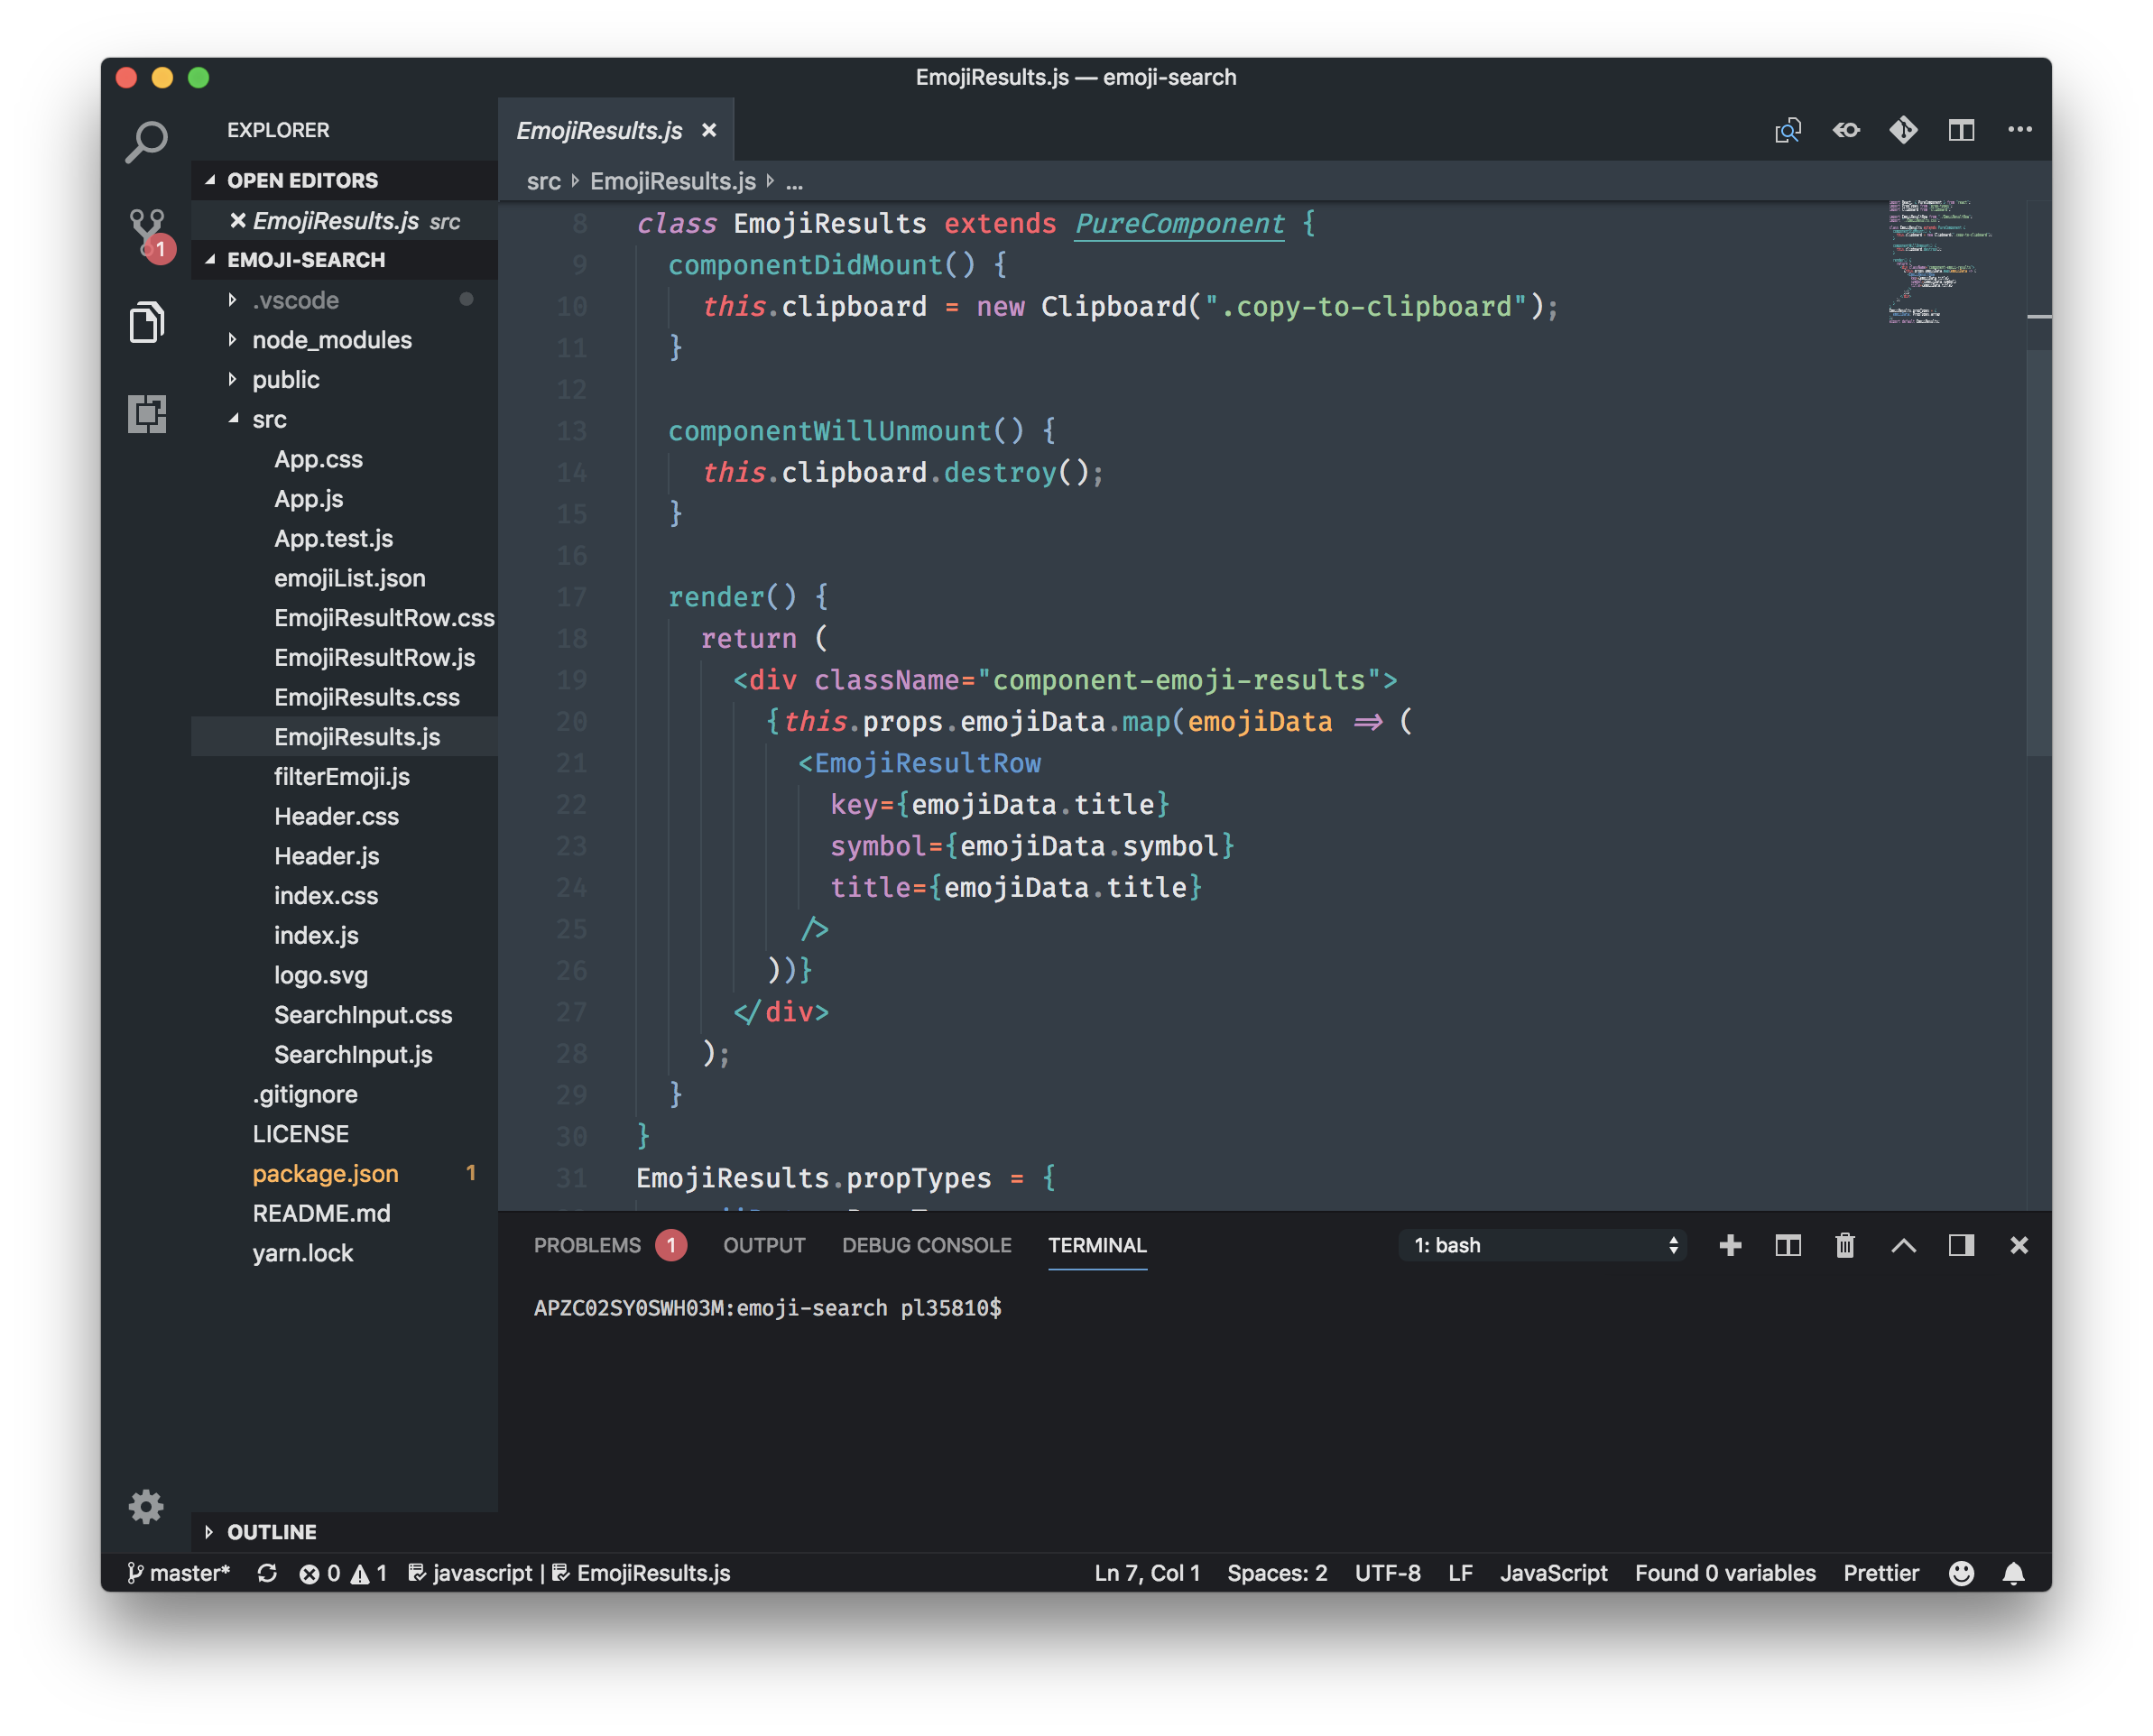 EmojiResults.js — emoji-search
EXPLORER
OPEN EDITORS
EmojiResults.js src
EMOJI-SEARCH
.vscode
node_modules
public
src
App.css
App.js
App.test.js
emojiList.json
EmojiResultRow.css
EmojiResultRow.js
EmojiResults.css
EmojiResults.js
filterEmoji.js
Header.css
Header.js
index.css
index.js
logo.svg
SearchInput.css
SearchInput.js
.gitignore
LICENSE
package.json 1
README.md
yarn.lock
OUTLINE
1
EmojiResults.js
src EmojiResults.js ...
8 class EmojiResults extends PureComponent {
9 componentDidMount() {
10 this.clipboard = new Clipboard(".copy-to-clipboard");
11 }
12
13 componentWillUnmount() {
14 this.clipboard.destroy();
15 }
16
17 render() {
18 return (
19 <div className="component-emoji-results">
20 {this.props.emojiData.map(emojiData => (
21 <EmojiResultRow
22 key={emojiData.title}
23 symbol={emojiData.symbol}
24 title={emojiData.title}
25 />
26 ))}
27 </div>
28 );
29 }
30 }
31 EmojiResults.propTypes = {
PROBLEMS 1 OUTPUT DEBUG CONSOLE TERMINAL 1: bash
APZC02SY0SWH03M:emoji-search pl35810$
master* 0 1 javascript | EmojiResults.js Ln 7, Col 1 Spaces: 2 UTF-8 LF JavaScript Found 0 variables Prettier